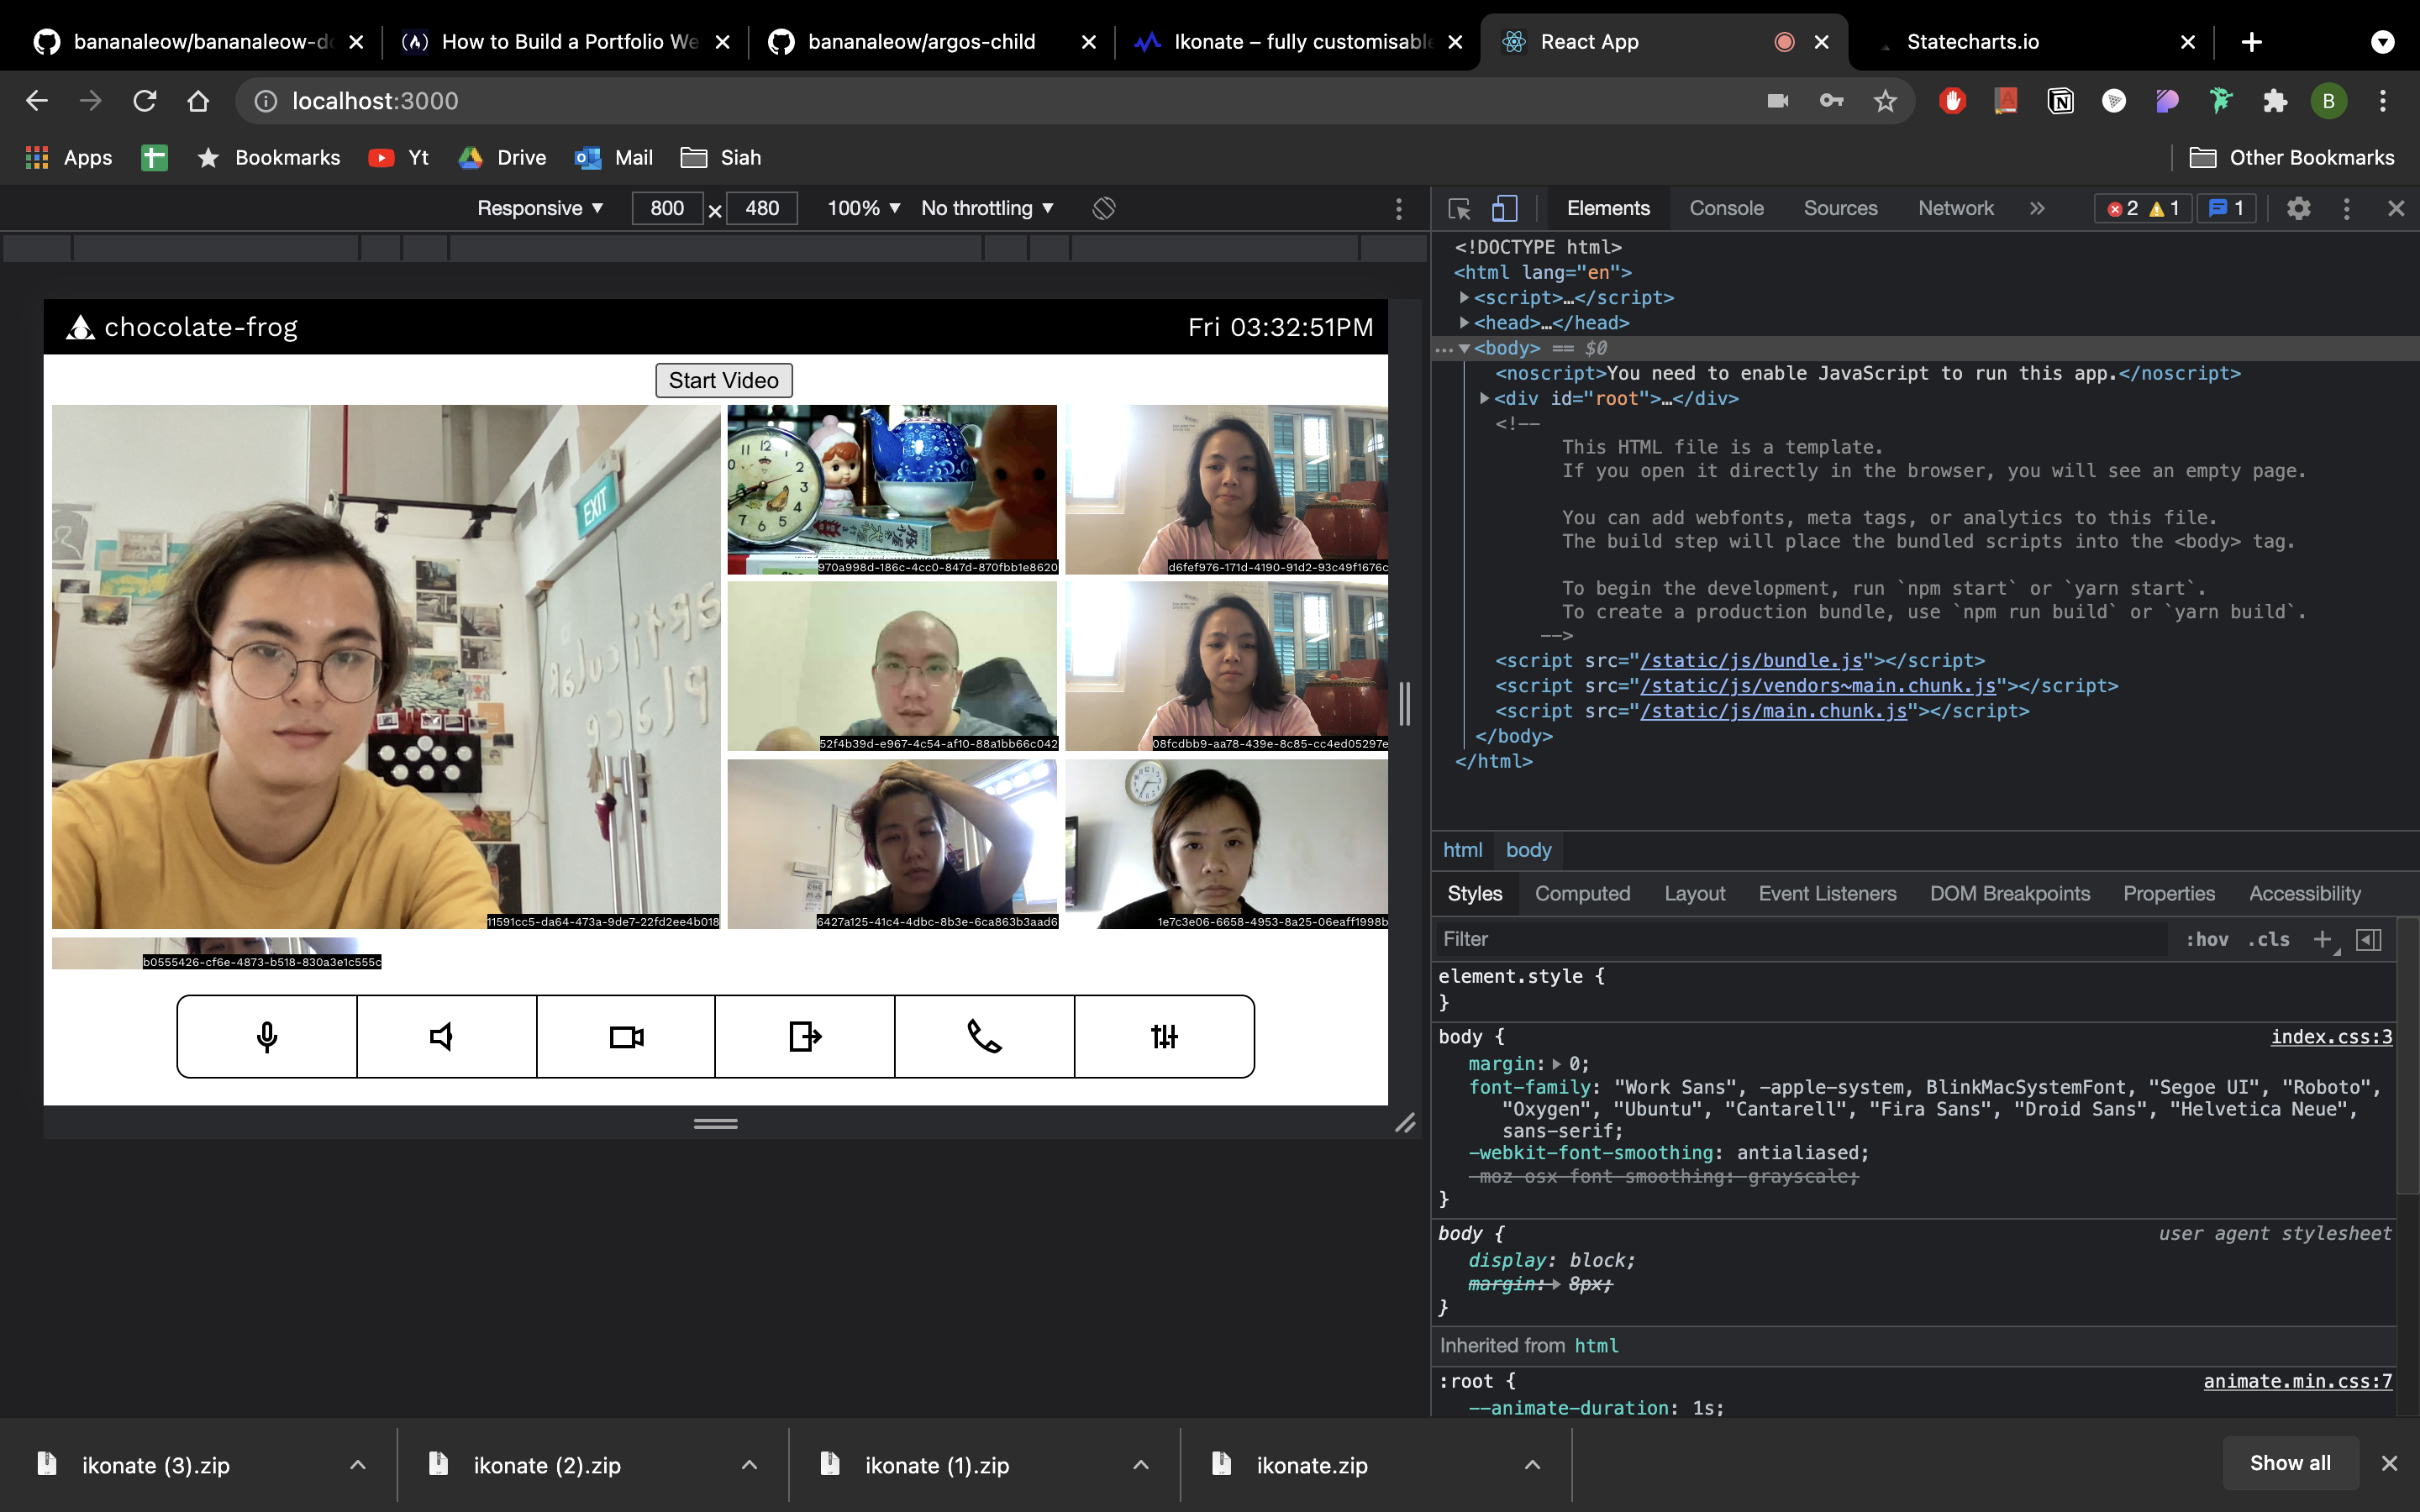 bananaleow/bananaleow-do
How to Build a Portfolio We
bananaleow/argos-child
Ikonate – fully customisable
React App
Statecharts.io
localhost:3000
B
Apps
Bookmarks
Yt
Drive
Mail
Siah
Other Bookmarks
Responsive ▼
800 × 480
100% ▼
No throttling ▼
Elements
Console
Sources
Network
»
2
1
1
chocolate-frog
Fri 03:32:51PM
Start Video
EXIT
970a998d-186c-4cc0-847d-870fbb1e8620
d6fef976-171d-4190-91d2-93c49f1676c
52f4b39d-e967-4c54-af10-88a1bb66c042
08fcdbb9-aa78-439e-8c85-cc4ed05297e
11591cc5-da64-473a-9de7-22fd2ee4b018
6427a125-41c4-4dbc-8b3e-6ca863b3aad6
1e7c3e06-6658-4953-8a25-06eaff1998b
b0555426-cf6e-4873-b518-830a3e1c555c
<!DOCTYPE html>
<html lang="en">
<script>…</script>
<head>…</head>
<body> == $0
<noscript>You need to enable JavaScript to run this app.</noscript>
<div id="root">…</div>
<!--
This HTML file is a template.
If you open it directly in the browser, you will see an empty page.
You can add webfonts, meta tags, or analytics to this file.
The build step will place the bundled scripts into the <body> tag.
To begin the development, run `npm start` or `yarn start`.
To create a production bundle, use `npm run build` or `yarn build`.
-->
<script src="/static/js/bundle.js"></script>
<script src="/static/js/vendors~main.chunk.js"></script>
<script src="/static/js/main.chunk.js"></script>
</body>
</html>
html
body
Styles
Computed
Layout
Event Listeners
DOM Breakpoints
Properties
Accessibility
Filter
:hov
.cls
element.style {
}
body {
index.css:3
margin: 0;
font-family: "Work Sans", -apple-system, BlinkMacSystemFont, "Segoe UI", "Roboto",
"Oxygen", "Ubuntu", "Cantarell", "Fira Sans", "Droid Sans", "Helvetica Neue",
sans-serif;
-webkit-font-smoothing: antialiased;
-moz-osx-font-smoothing: grayscale;
}
body {
user agent stylesheet
display: block;
margin: 8px;
}
Inherited from html
:root {
animate.min.css:7
--animate-duration: 1s;
ikonate (3).zip
ikonate (2).zip
ikonate (1).zip
ikonate.zip
Show all